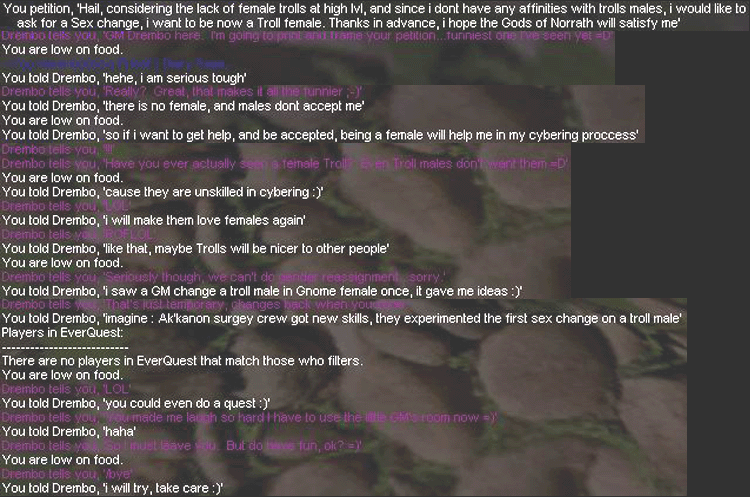 You petition, 'Hail, considering the lack of female trolls at high lvl, and since i dont have any affinities with trolls males, i would like to
ask for a Sex change, i want to be now a Troll female. Thanks in advance, i hope the Gods of Norrath will satisfy me'
Drembo tells you, 'GM Drembo here. I'm going to print and frame your petition...funniest one I've seen yet =D'
You are low on food.
You told Drembo, 'hehe, i am serious tough'
Drembo tells you, 'Really? Great, that makes it all the funnier ;-)'
You told Drembo, 'there is no female, and males dont accept me'
You are low on food.
You told Drembo, 'so if i want to get help, and be accepted, being a female will help me in my cybering proccess'
Drembo tells you, '!!!'
Drembo tells you, 'Have you ever actually seen a female Troll? Even Troll males don't want them =D'
You are low on food.
You told Drembo, 'cause they are unskilled in cybering :)'
Drembo tells you, 'LOL'
You told Drembo, 'i will make them love females again'
Drembo tells you, 'ROFLOL'
You told Drembo, 'like that, maybe Trolls will be nicer to other people'
You are low on food.
Drembo tells you, 'Seriously though, we can't do gender reassignment...sorry.'
You told Drembo, 'i saw a GM change a troll male in Gnome female once, it gave me ideas :)'
Drembo tells you, 'That's just temporary, changes back when you zone.'
You told Drembo, 'imagine : Ak'kanon surgey crew got new skills, they experimented the first sex change on a troll male'
Players in EverQuest:
---------------------------
There are no players in EverQuest that match those who filters.
You are low on food.
Drembo tells you, 'LOL'
You told Drembo, 'you could even do a quest :)'
Drembo tells you, 'You made me laugh so hard I have to use the little GM's room now =)'
You told Drembo, 'haha'
Drembo tells you, 'So I must leave you. But do have fun, ok? =)'
You are low on food.
Drembo tells you, '/bye'
You told Drembo, 'i will try, take care :)'